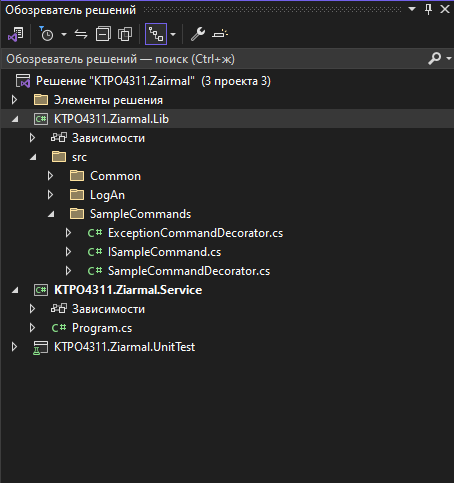 Обозреватель решений
Обозреватель решений — поиск (Ctrl+ж)
Решение "КТРО4311.Zairmal" (3 проекта 3)
Элементы решения
C# KTPO4311.Ziarmal.Lib
Зависимости
src
Common
LogAn
SampleCommands
C# ExceptionCommandDecorator.cs
C# ISampleCommand.cs
C# SampleCommandDecorator.cs
C# KTPO4311.Ziarmal.Service
Зависимости
C# Program.cs
KTPO4311.Ziarmal.UnitTest